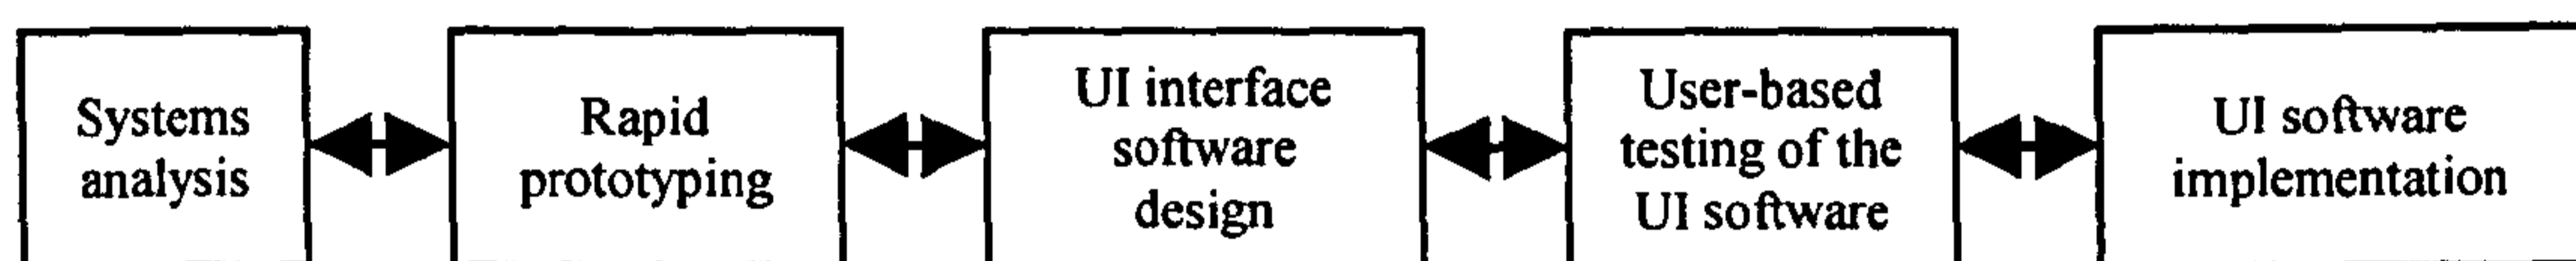 Systems
analysis
Rapid
prototyping
UI interface
software
design
User-based
testing of the
UI software
UI software
implementation